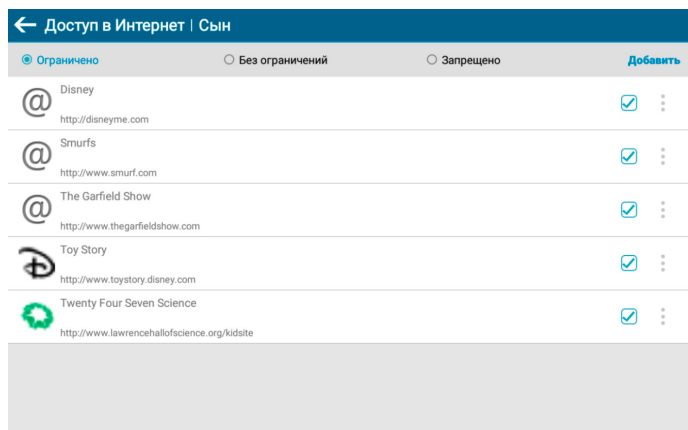 Доступ в Интернет | Сын
Ограничено Без ограничений Запрещено Добавить
Disney
http://disneyme.com
Smurfs
http://www.smurf.com
The Garfield Show
http://www.thegarfieldshow.com
Toy Story
http://www.toystory.disney.com
Twenty Four Seven Science
http://www.lawrencehallofscience.org/kidsite